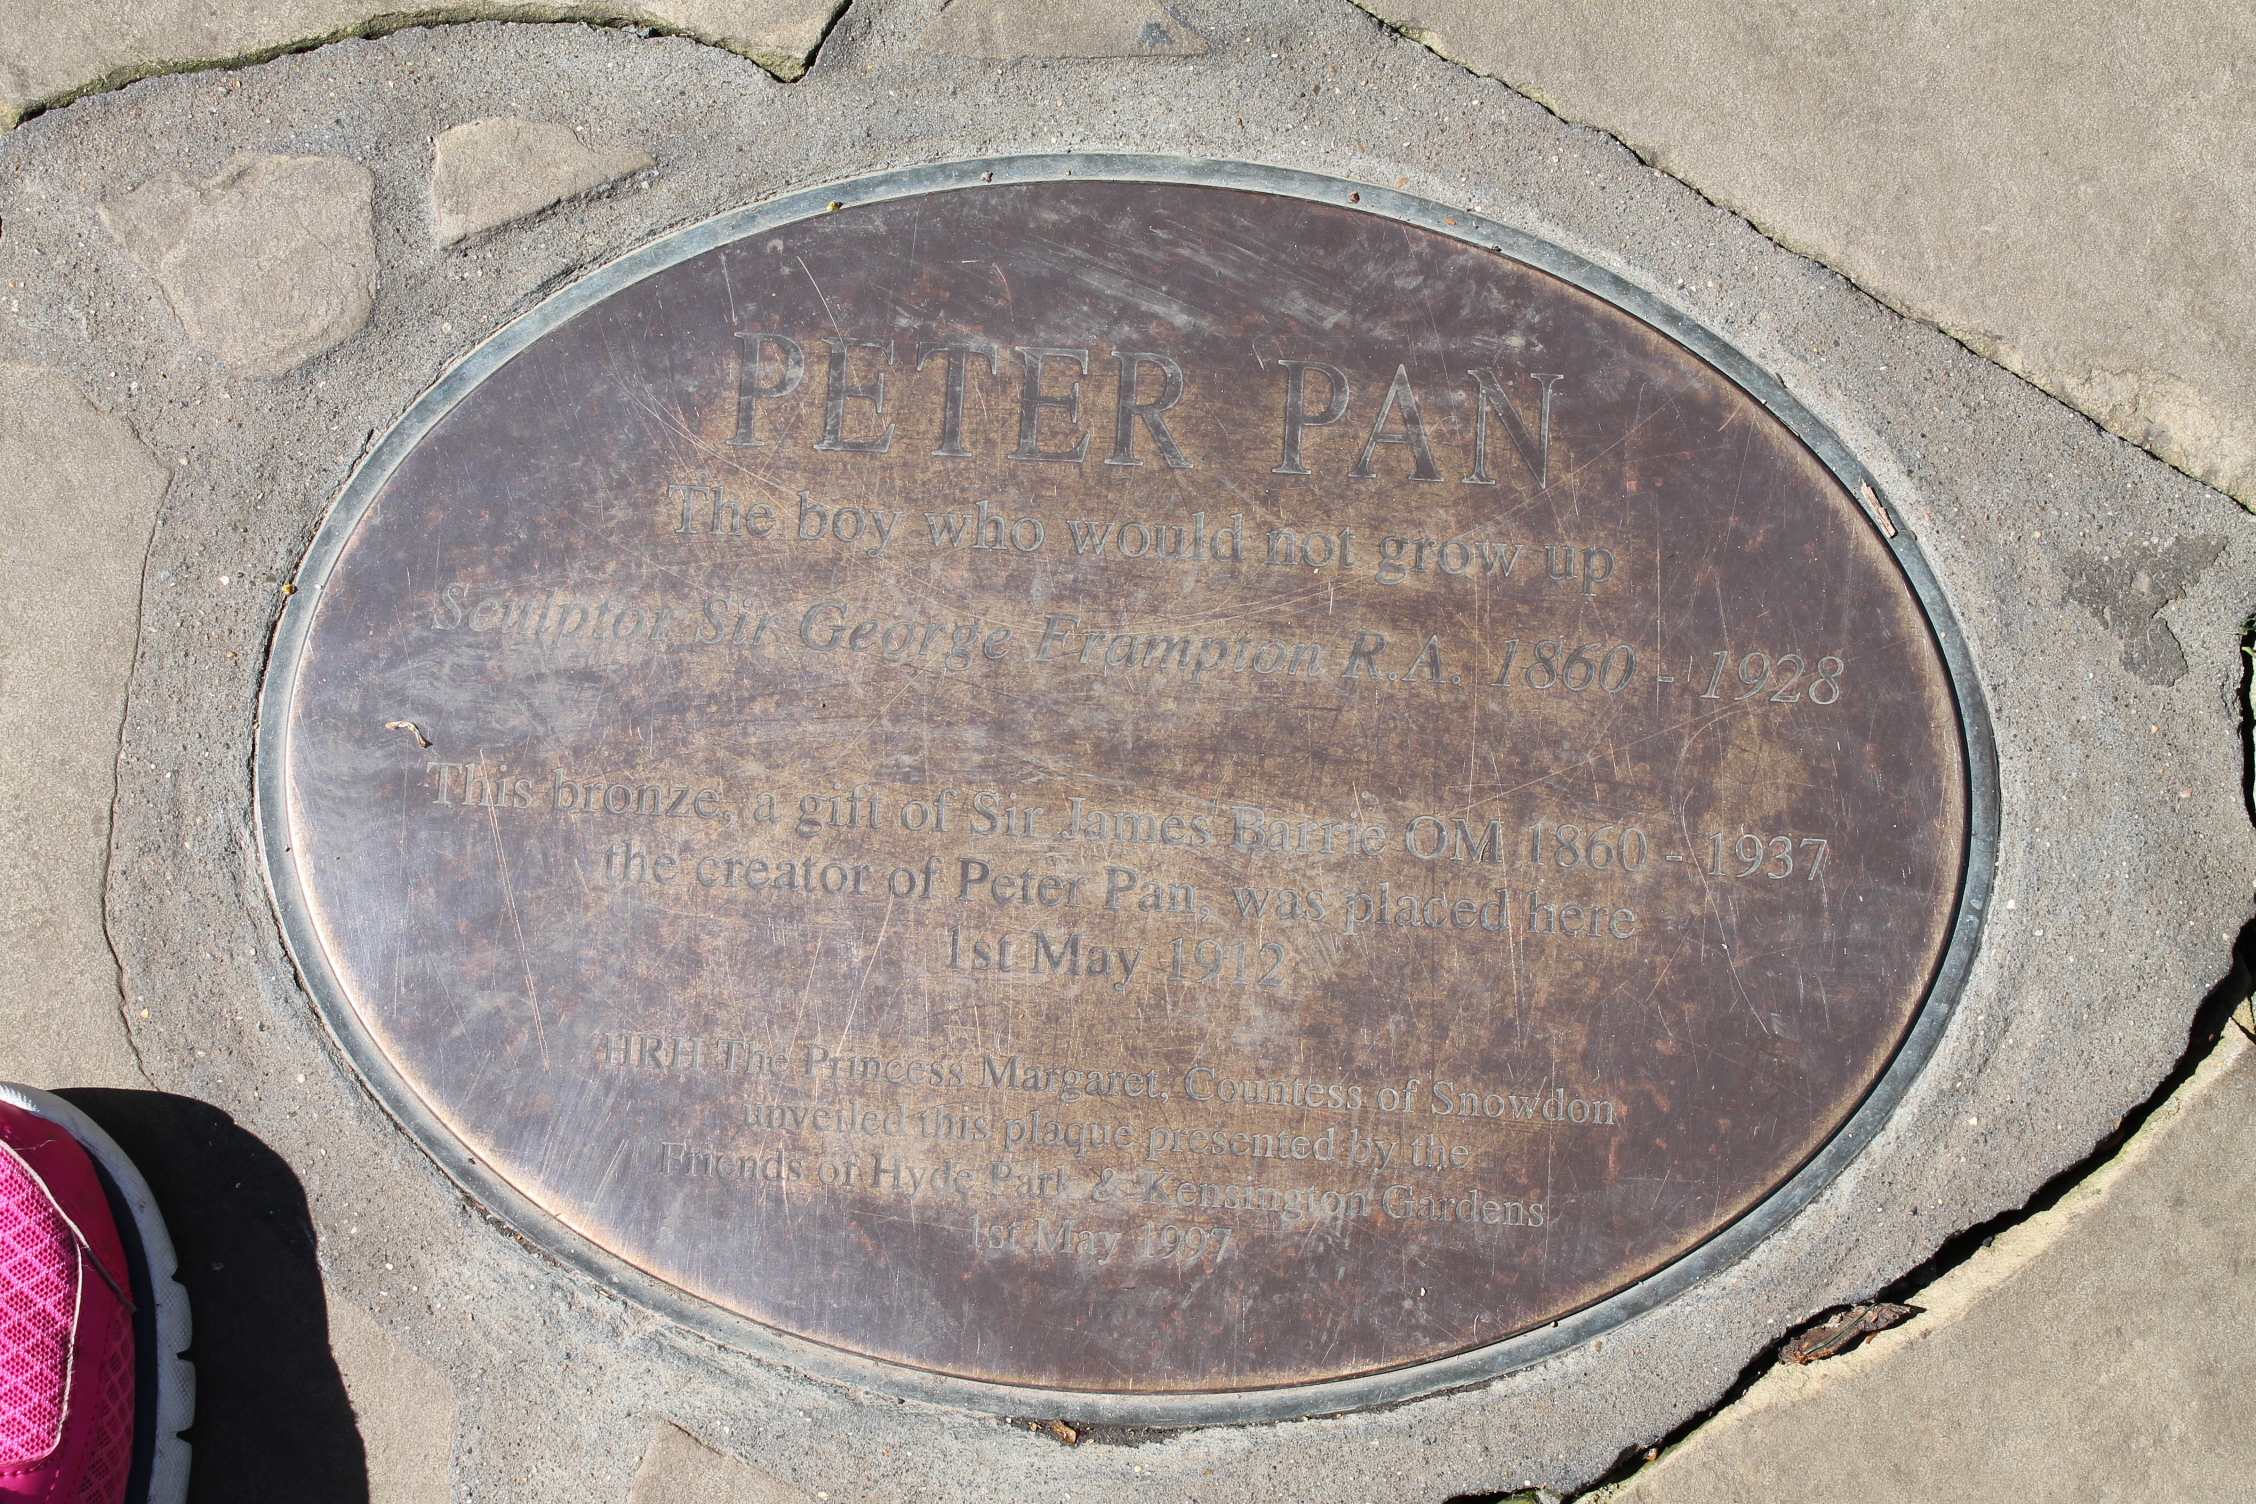 PETER PAN
The boy who would not grow up
Sculptor Sir George Frampton R.A. 1860 - 1928
This bronze, a gift of Sir James Barrie OM 1860 - 1937
the creator of Peter Pan, was placed here
1st May 1912
HRH The Princess Margaret, Countess of Snowdon
unveiled this plaque presented by the
Friends of Hyde Park & Kensington Gardens
1st May 1997